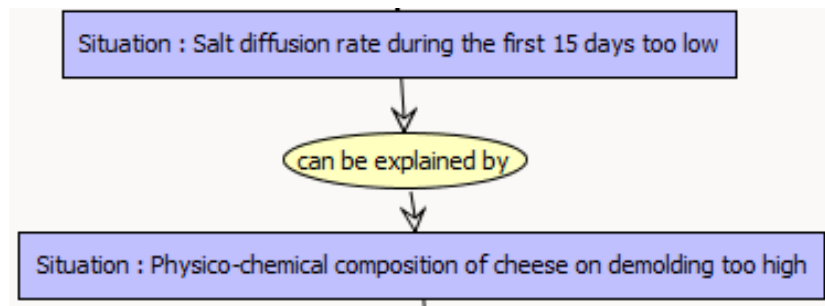 Situation : Salt diffusion rate during the first 15 days too low
can be explained by
Situation : Physico-chemical composition of cheese on demolding too high